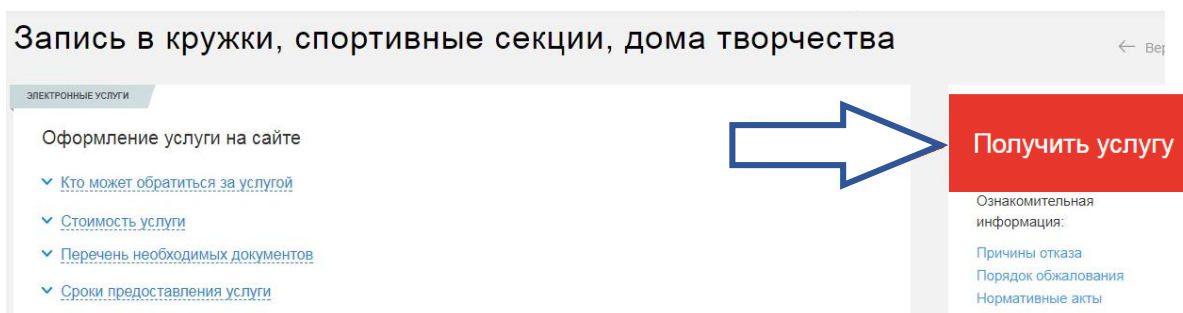 Запись в кружки, спортивные секции, дома творчества
←
ЭЛЕКТРОННЫЕ УСЛУГИ
Оформление услуги на сайте
Получить услугу
Кто может обратиться за услугой
Стоимость услуги
Перечень необходимых документов
Сроки предоставления услуги
Ознакомительная
информация:
Причины отказа
Порядок обжалования
Нормативные акты